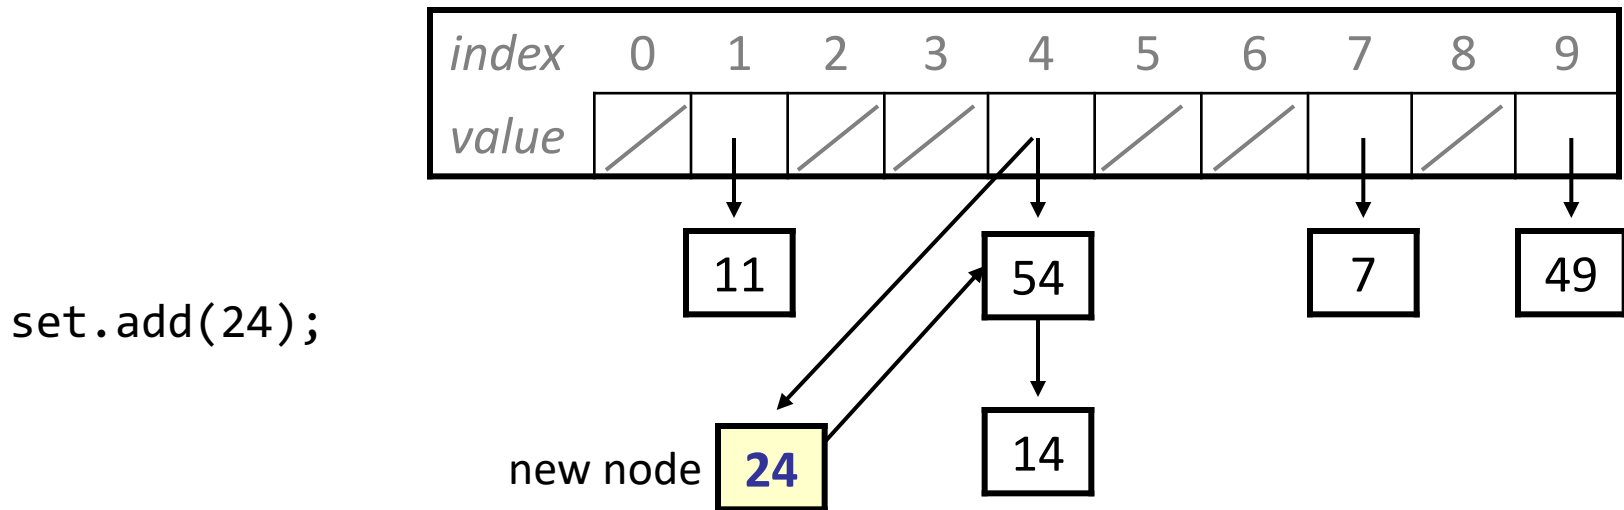 index 0 1 2 3 4 5 6 7 8 9
value
11 54 7 49
set.add(24);
14
new node 24